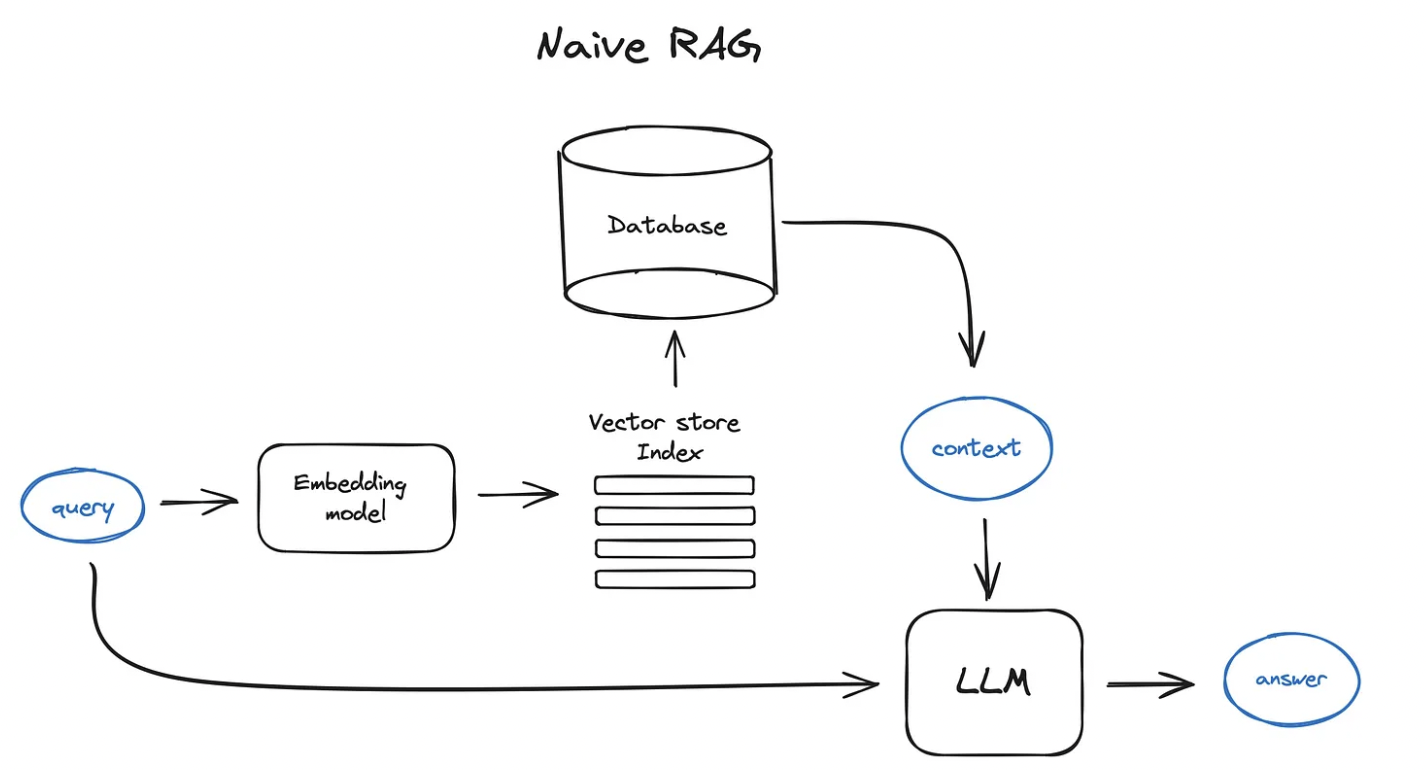 Naive RAG
Database
Vector store
Index
context
query
Embedding
model
LLM
answer